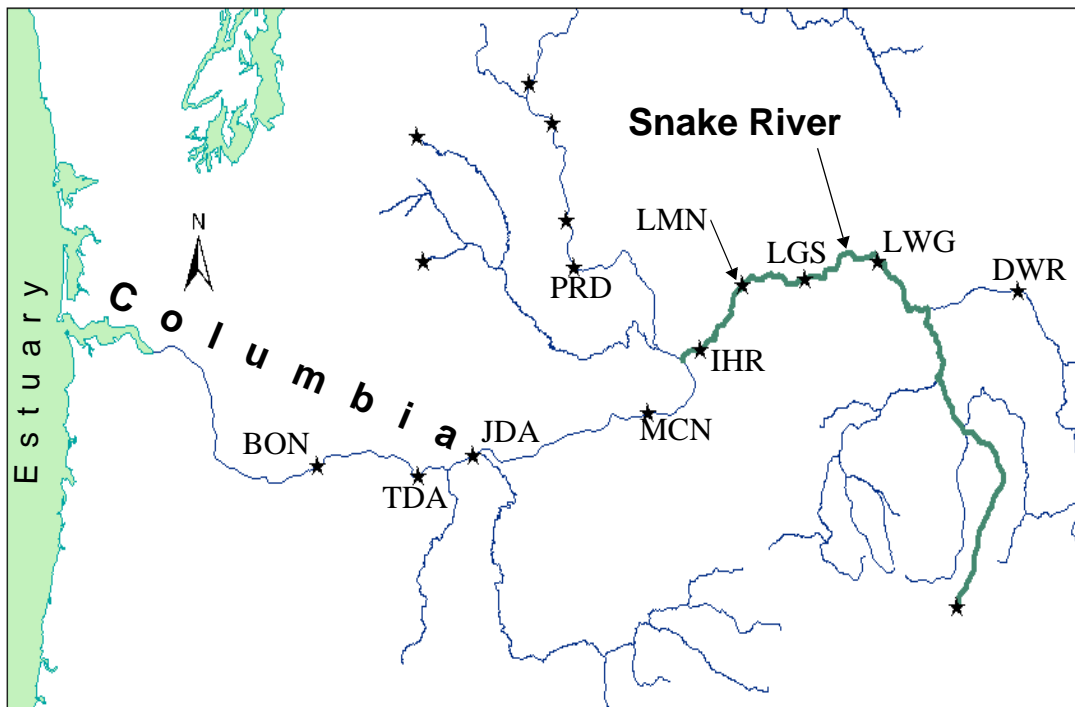 Snake River
N
LMN
LGS
LWG
DWR
PRD
Columbia
IHR
MCN
JDA
BON
TDA
Estuary